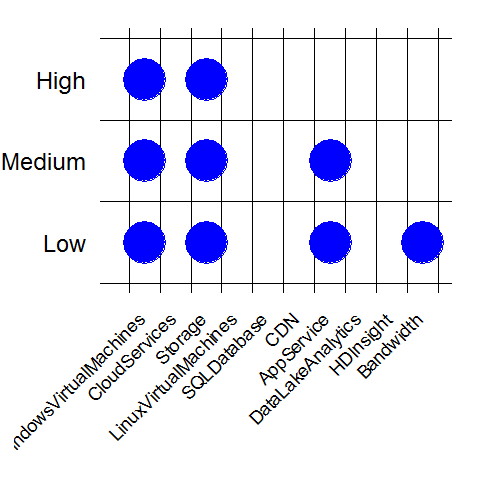 High
Medium
Low
ndowsVirtualMachines
CloudServices
Storage
LinuxVirtualMachines
SQLDatabase
CDN
AppService
DataLakeAnalytics
HDInsight
Bandwidth